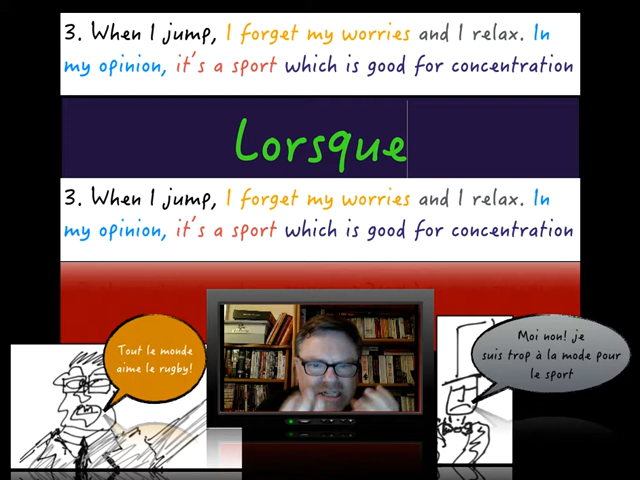 3. When I jump, I forget my worries and I relax. In
my opinion, it's a sport which is good for concentration
Lorsque
3. When I jump, I forget my worries and I relax. In
my opinion, it's a sport which is good for concentration
Tout le monde
aime le rugby!
Moi non! je
suis trop à la mode pour
le sport